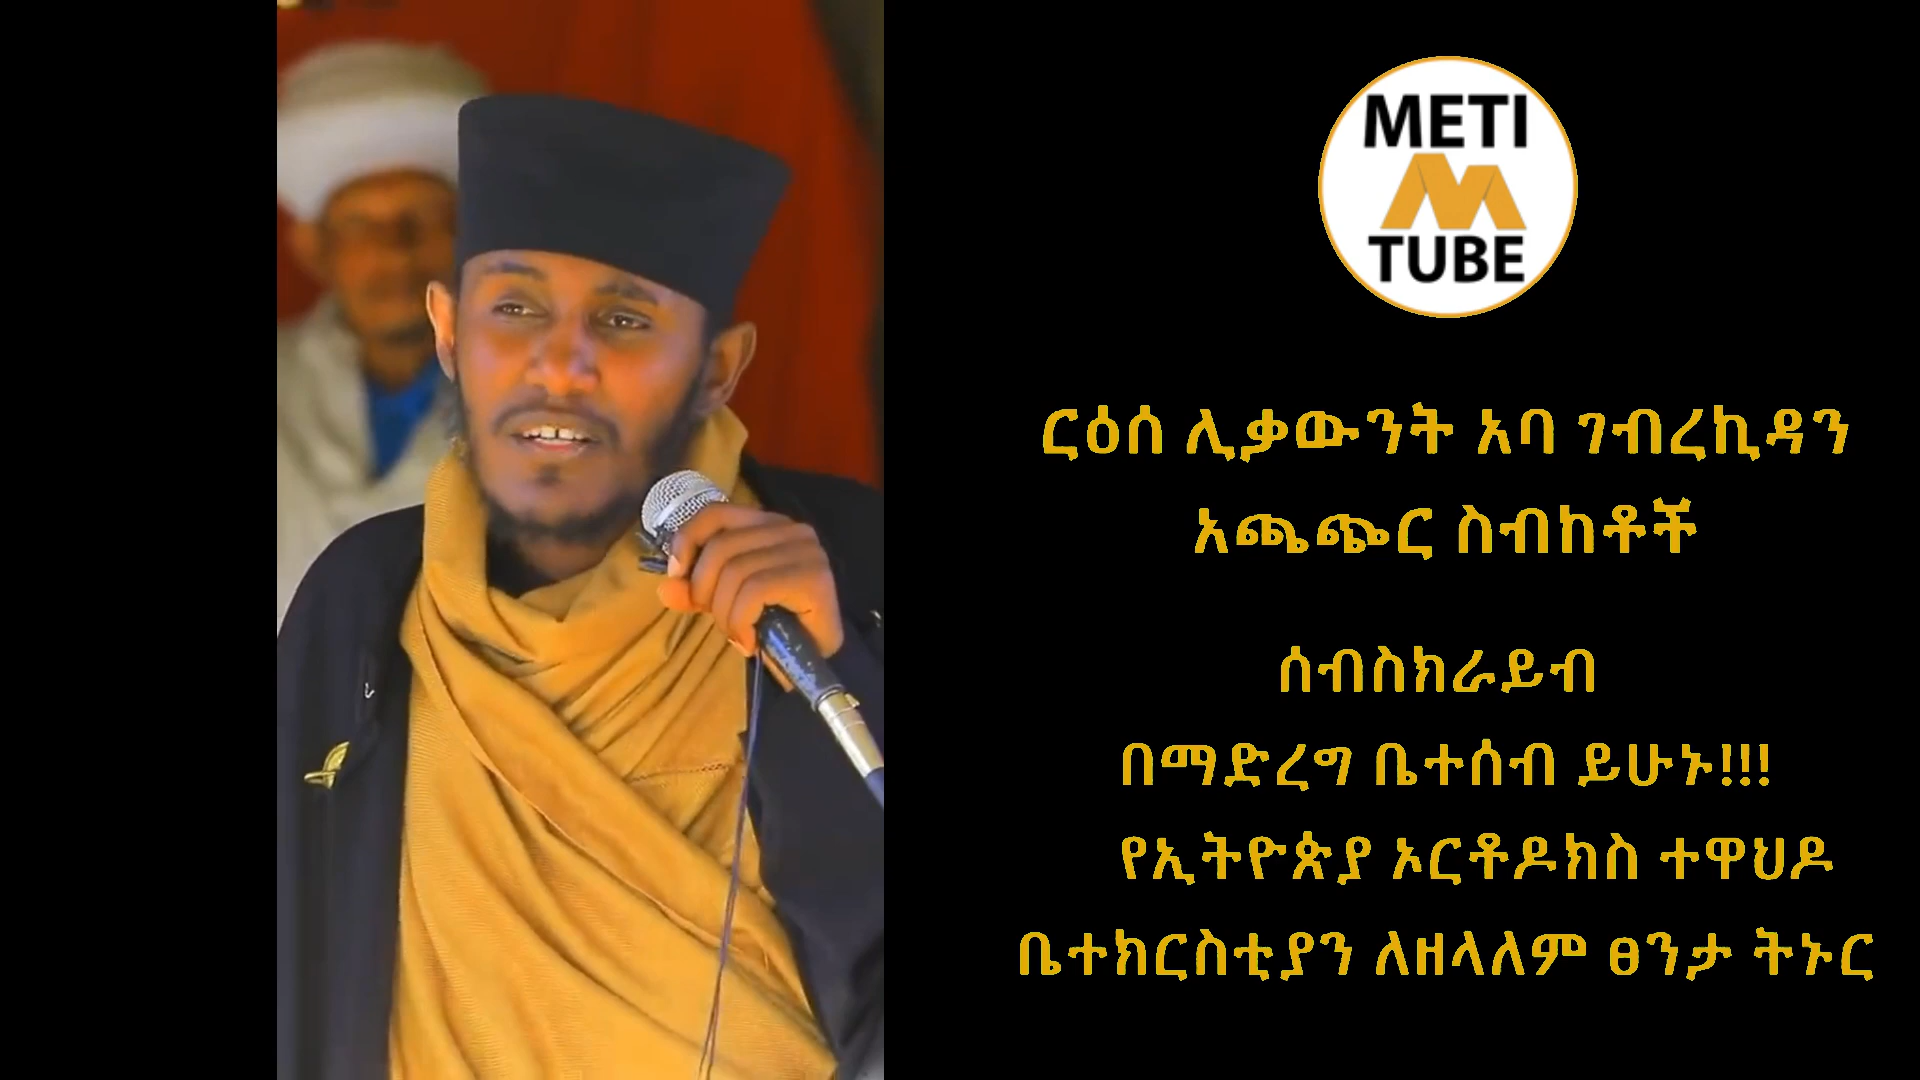 METI
TUBE
ርዕሰ ሊቃውንት አባ ገብረኪዳን
አጫጭር ስብከቶች
ሰብስክራይብ
በማድረግ ቤተሰብ ይሁኑ!!!
የኢትዮጵያ ኦርቶዶክስ ተዋህዶ
ቤተክርስቲያን ለዘላለም ፀንታ ትኑር